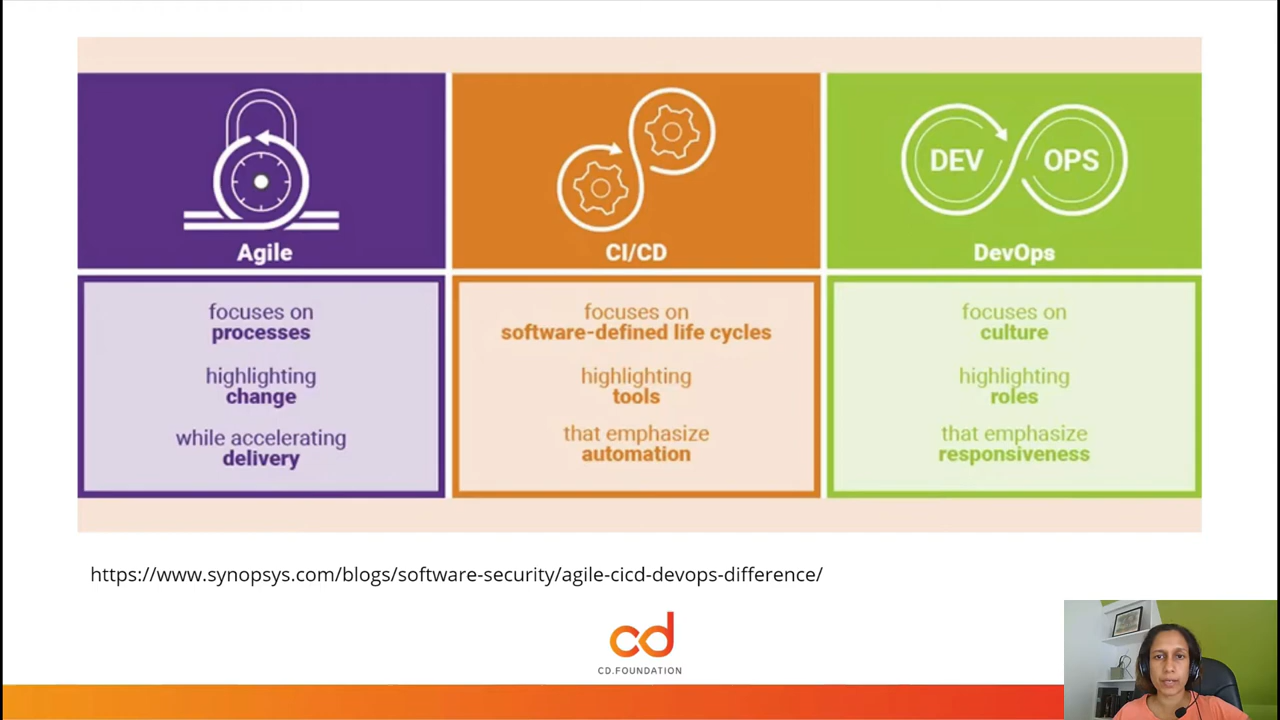 Agile
focuses on
processes
highlighting
change
while accelerating
delivery
CI/CD
focuses on
software-defined life cycles
highlighting
tools
that emphasize
automation
DEV OPS
DevOps
focuses on
culture
highlighting
roles
that emphasize
responsiveness
https://www.synopsys.com/blogs/software-security/agile-cicd-devops-difference/
cd
CD.FOUNDATION